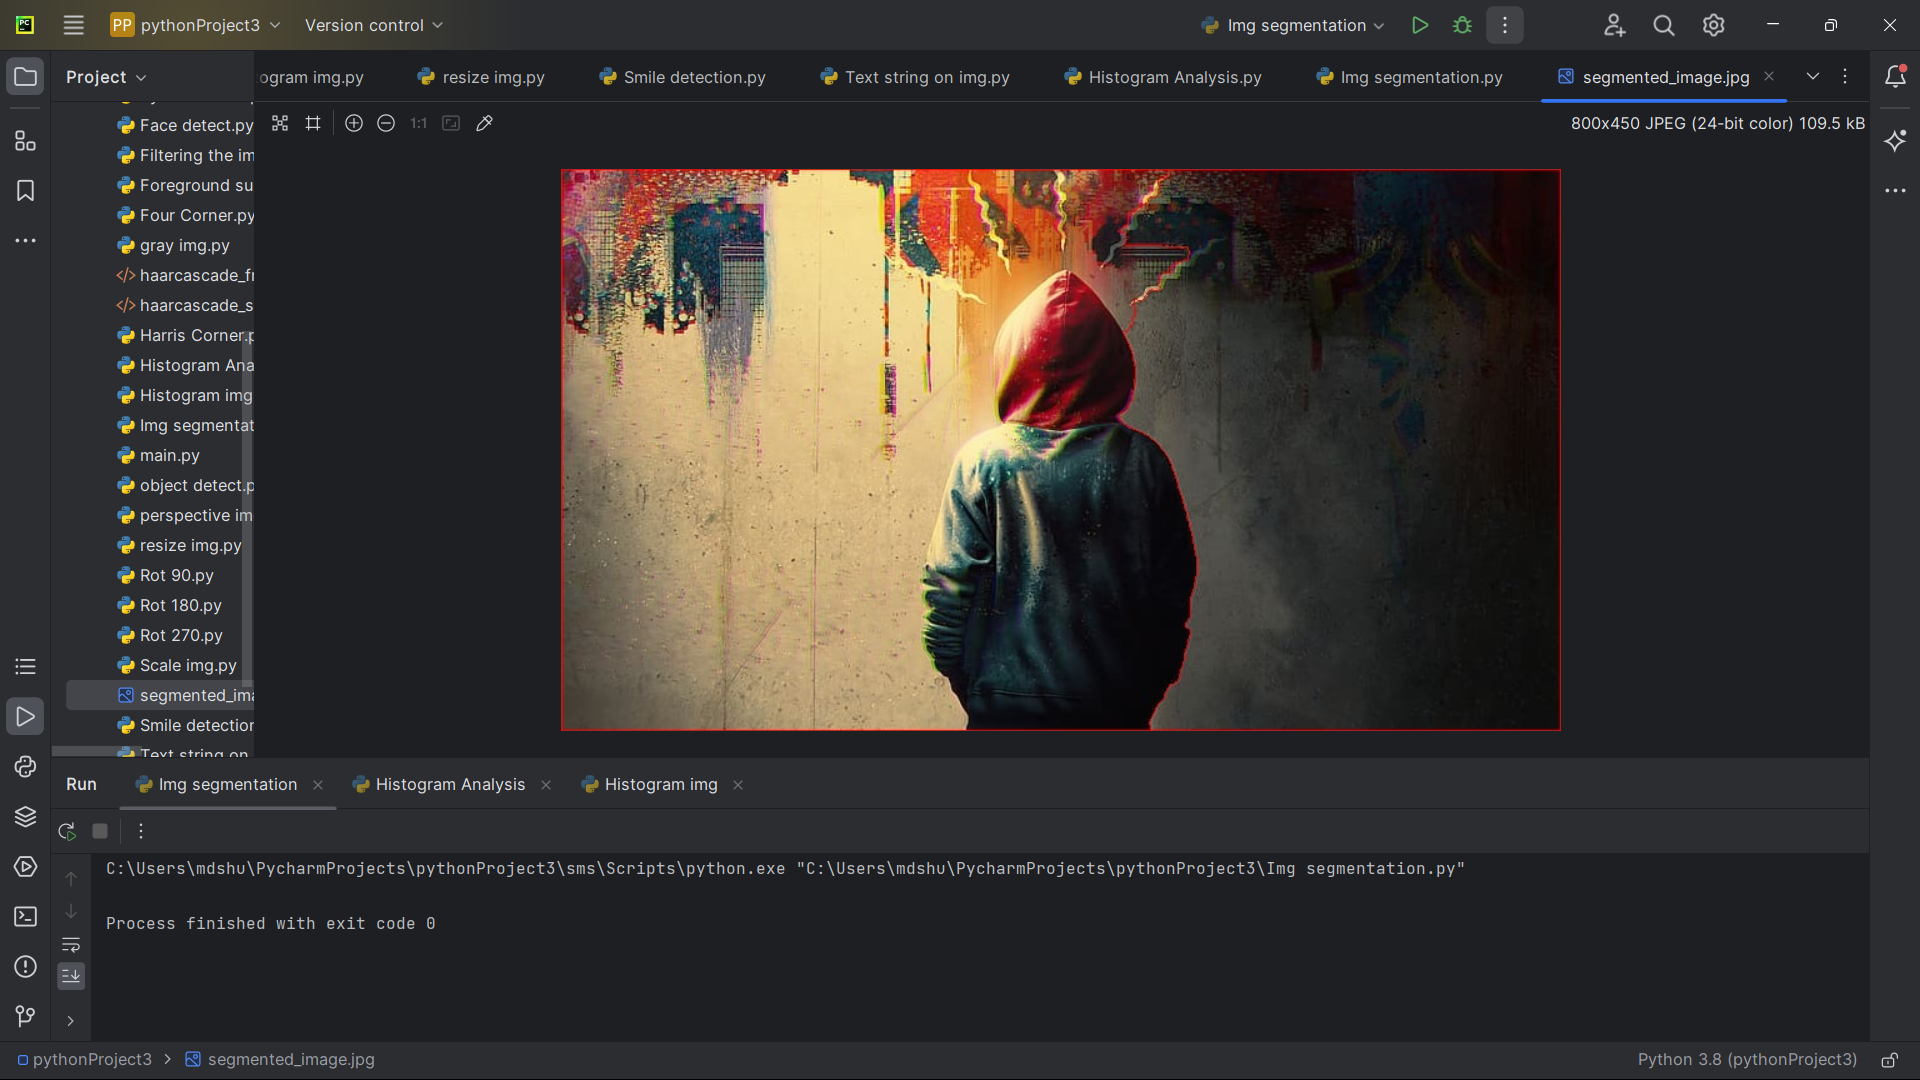 PC
PP pythonProject3
Version control
Img segmentation
Project
ogram img.py
resize img.py
Smile detection.py
Text string on img.py
Histogram Analysis.py
Img segmentation.py
segmented_image.jpg
1:1
800x450 JPEG (24-bit color) 109.5 kB
Face detect.py
Filtering the im
Foreground su
Four Corner.py
gray img.py
haarcascade_fr
haarcascade_s
Harris Corner.p
Histogram Ana
Histogram img
Img segmentat
main.py
object detect.p
perspective im
resize img.py
Rot 90.py
Rot 180.py
Rot 270.py
Scale img.py
segmented_ima
Smile detection
Text string on
Run
Img segmentation
Histogram Analysis
Histogram img
C:\Users\mdshu\PycharmProjects\pythonProject3\sms\Scripts\python.exe "C:\Users\mdshu\PycharmProjects\pythonProject3\Img segmentation.py"
Process finished with exit code 0
pythonProject3 > segmented_image.jpg
Python 3.8 (pythonProject3)